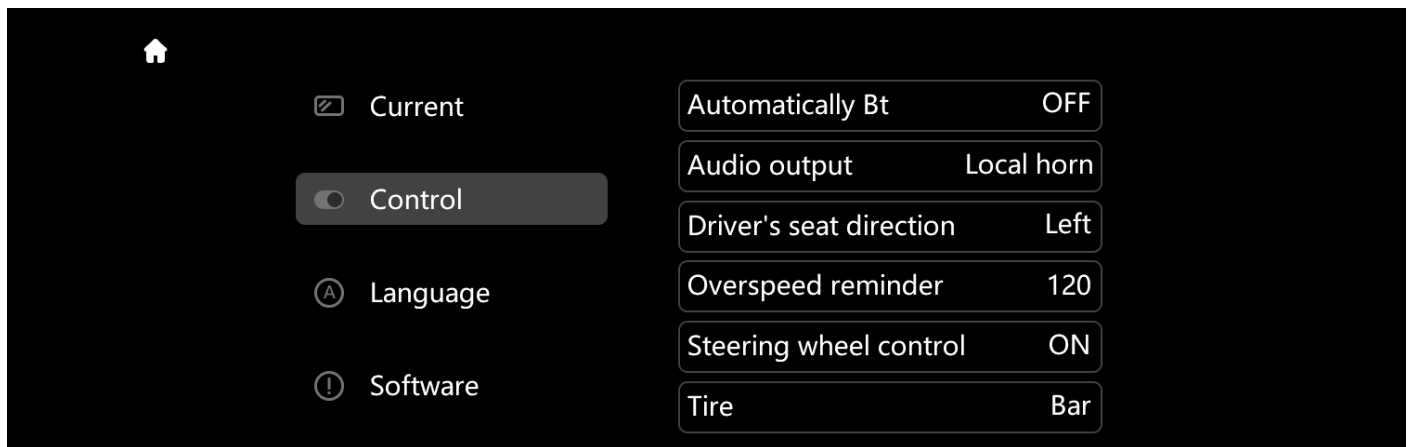 Current
Control
Language
Software
Automatically Bt OFF
Audio output Local horn
Driver's seat direction Left
Overspeed reminder 120
Steering wheel control ON
Tire Bar